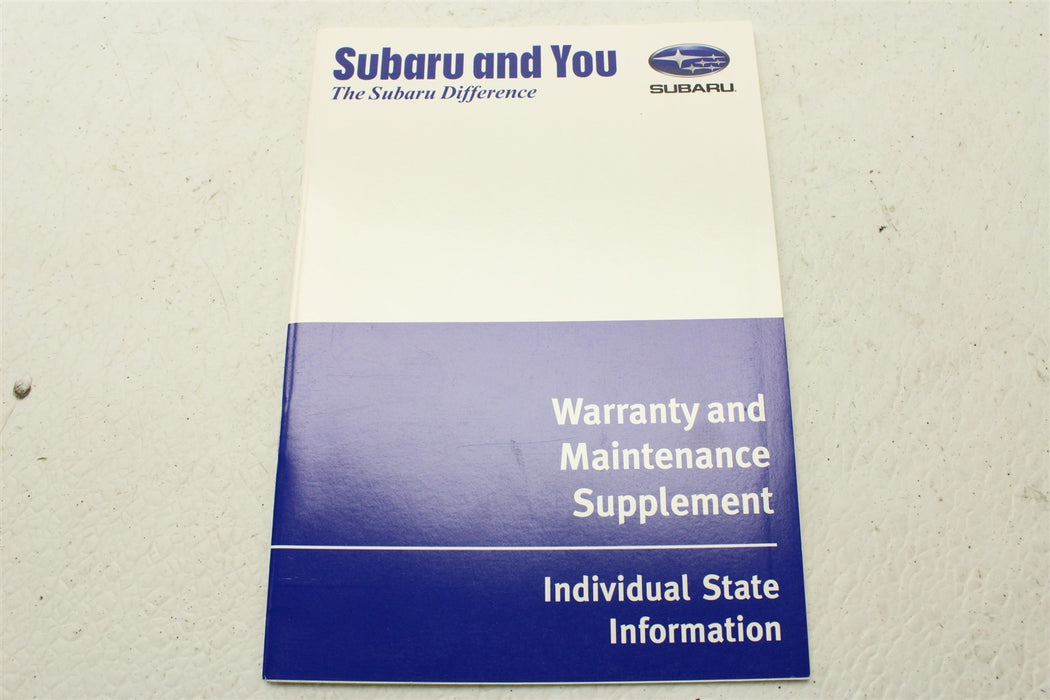 Subaru and You
The Subaru Difference
SUBARU
Warranty and
Maintenance
Supplement
Individual State
Information